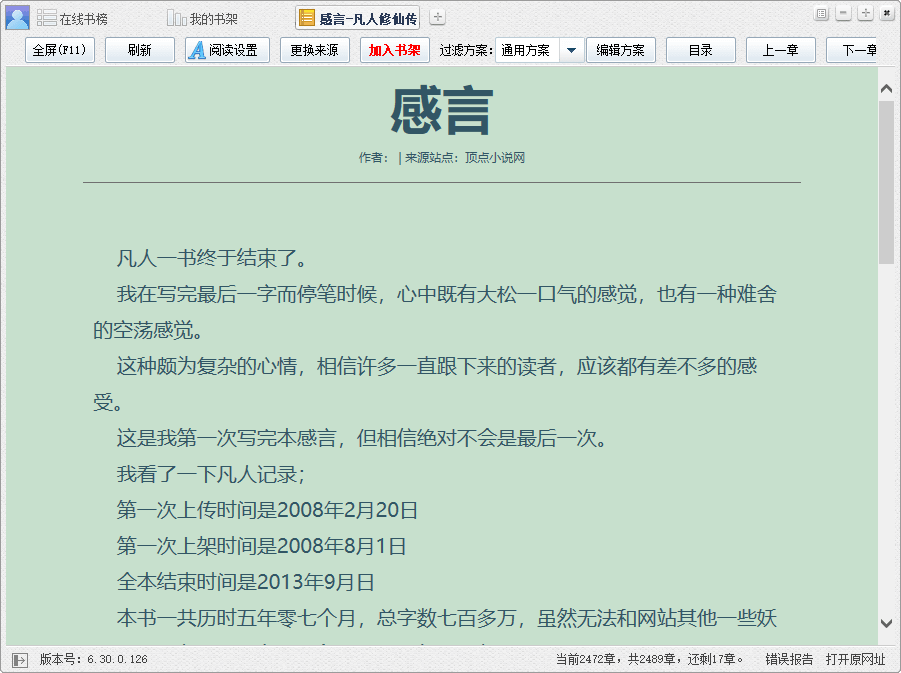 在线书榜 我的书架 感言-凡人修仙传
全屏(F11) 刷新 阅读设置 更换来源 加入书架 过滤方案: 通用方案 编辑方案 目录 上一章 下一章
感言
作者： | 来源站点：顶点小说网
凡人一书终于结束了。
我在写完最后一字而停笔时候，心中既有大松一口气的感觉，也有一种难舍
的空荡感觉。
这种颇为复杂的心情，相信许多一直跟下来的读者，应该都有差不多的感
受。
这是我第一次写完本感言，但相信绝对不会是最后一次。
我看了一下凡人记录；
第一次上传时间是2008年2月20日
第一次上架时间是2008年8月1日
全本结束时间是2013年9月日
本书一共历时五年零七个月，总字数七百多万，虽然无法和网站其他一些妖
版本号：6.30.0.126 当前2472章，共2489章，还剩17章。 错误报告 打开原网址